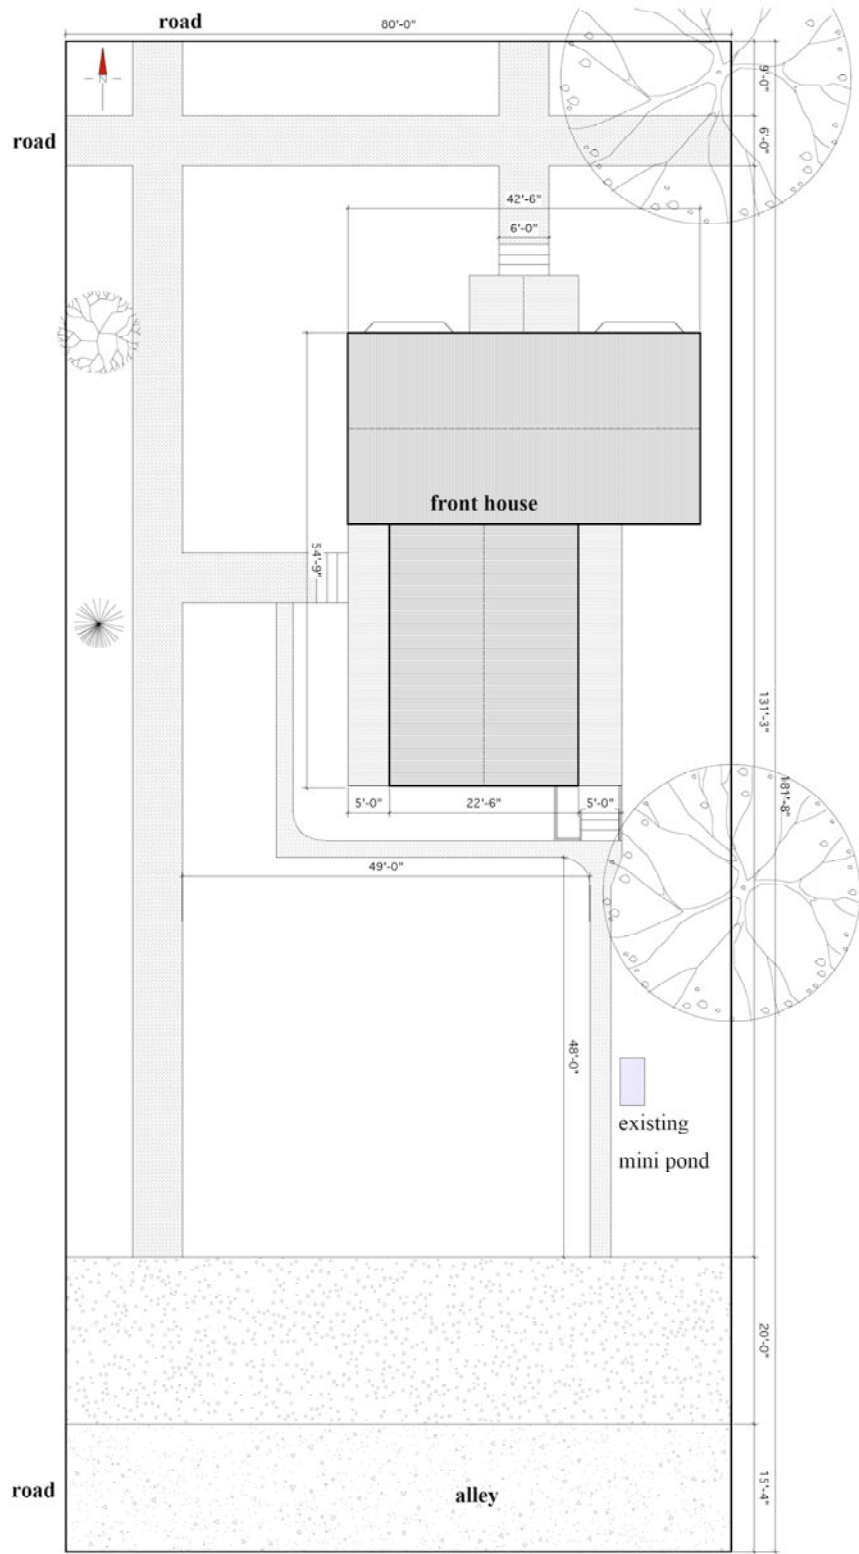 road
80'-0"
N
9'-0"
road
6'-0"
42'-6"
6'-0"
front house
54'-9"
131'-3"
181'-8"
5'-0"
22'-6"
5'-0"
49'-0"
48'-0"
existing
mini pond
20'-0"
road
alley
15'-4"